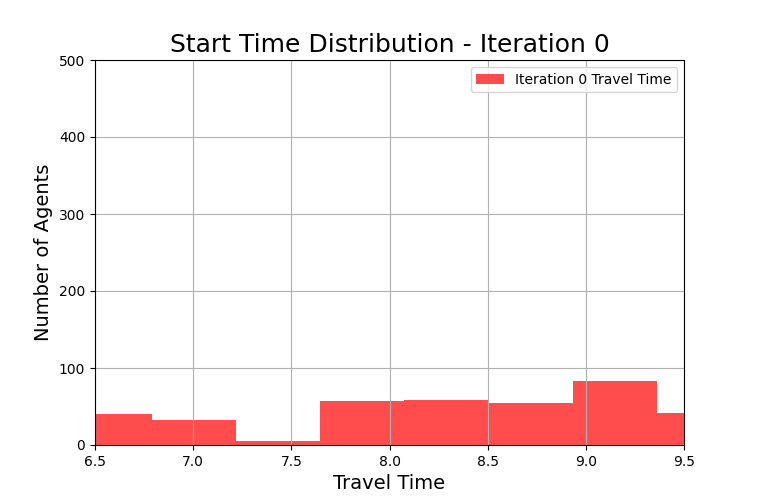 Start Time Distribution - Iteration 0
Iteration 0 Travel Time
Number of Agents
500
400
300
200
100
0
6.5 7.0 7.5 8.0 8.5 9.0 9.5
Travel Time